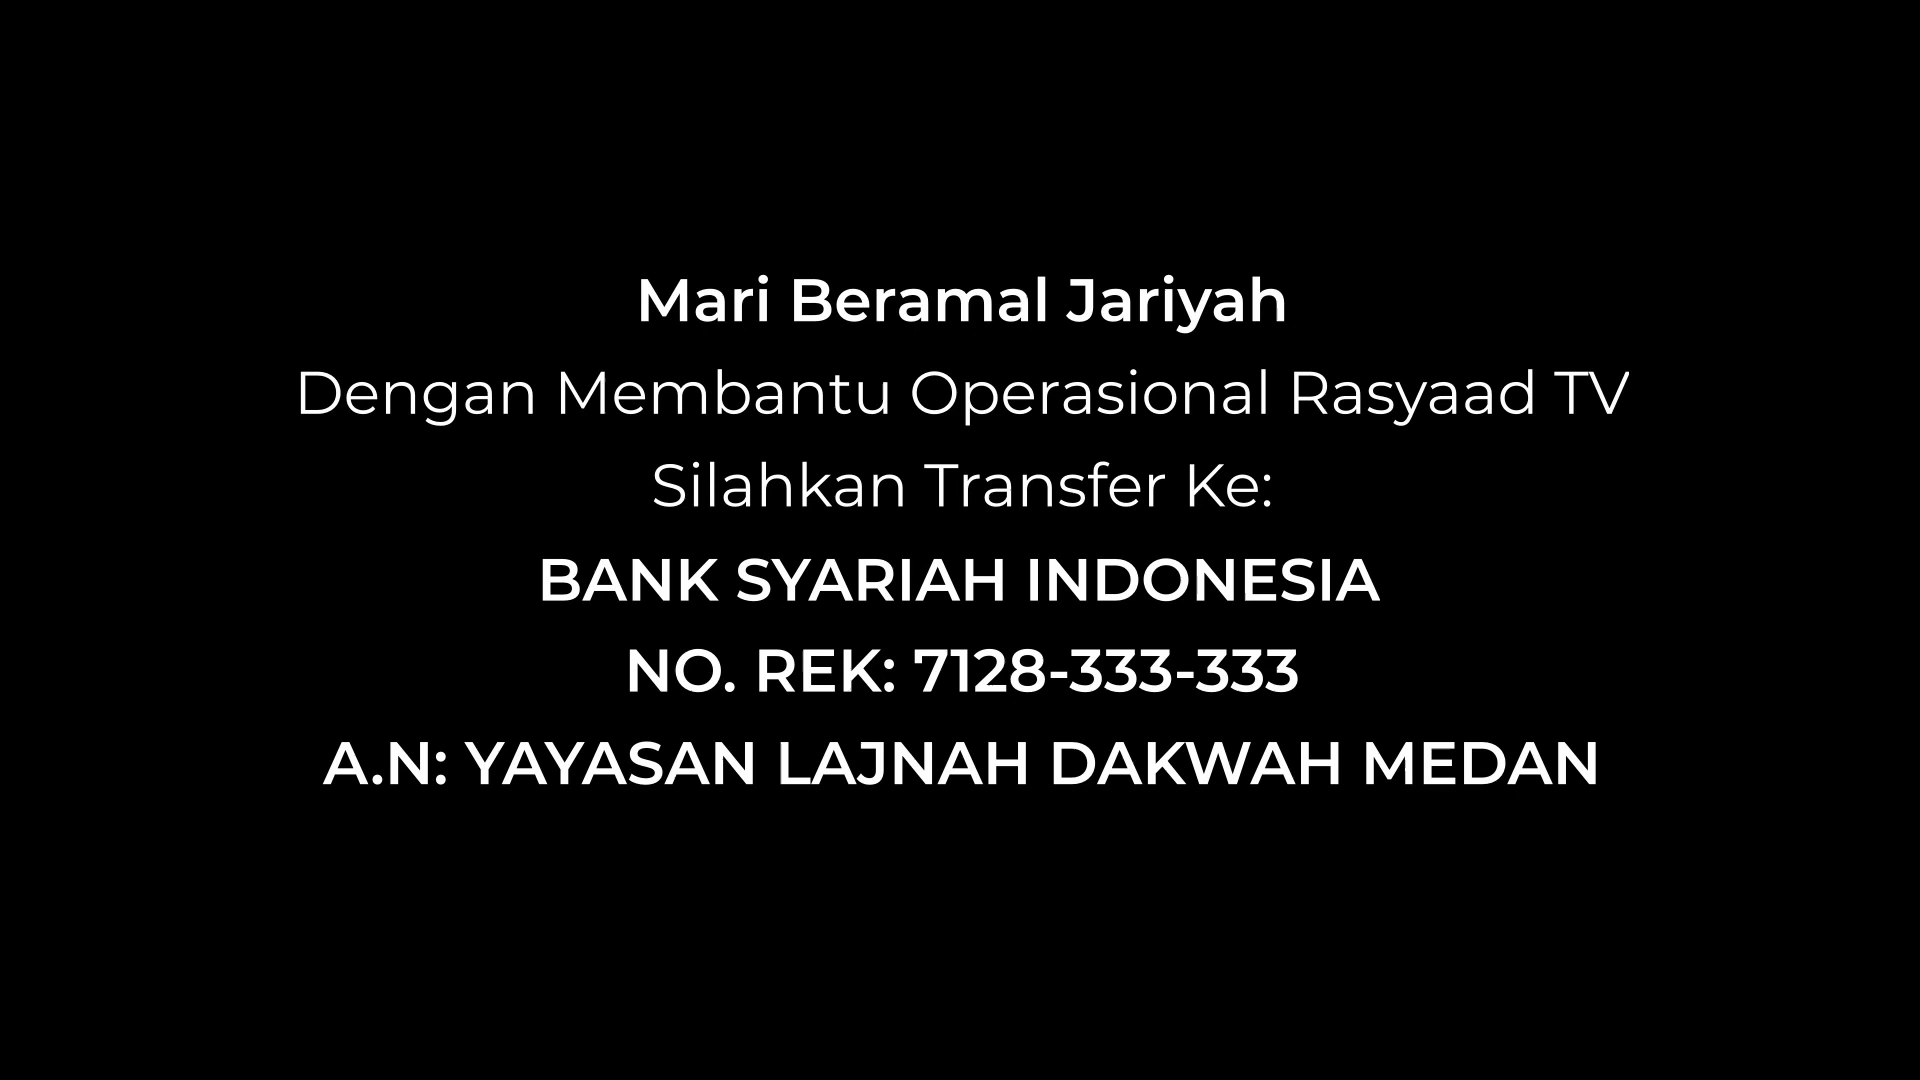 Mari Beramal Jariyah
Dengan Membantu Operasional Rasyaad TV
Silahkan Transfer Ke:
BANK SYARIAH INDONESIA
NO. REK: 7128-333-333
A.N: YAYASAN LAJNAH DAKWAH MEDAN